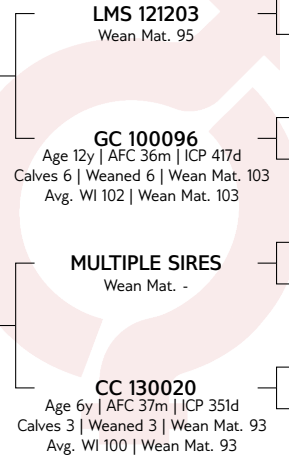 LMS 121203
Wean Mat. 95
GC 100096
Age 12y | AFC 36m | ICP 417d
Calves 6 | Weaned 6 | Wean Mat. 103
Avg. WI 102 | Wean Mat. 103
MULTIPLE SIRES
Wean Mat. -
CC 130020
Age 6y | AFC 37m | ICP 351d
Calves 3 | Weaned 3 | Wean Mat. 93
Avg. WI 100 | Wean Mat. 93